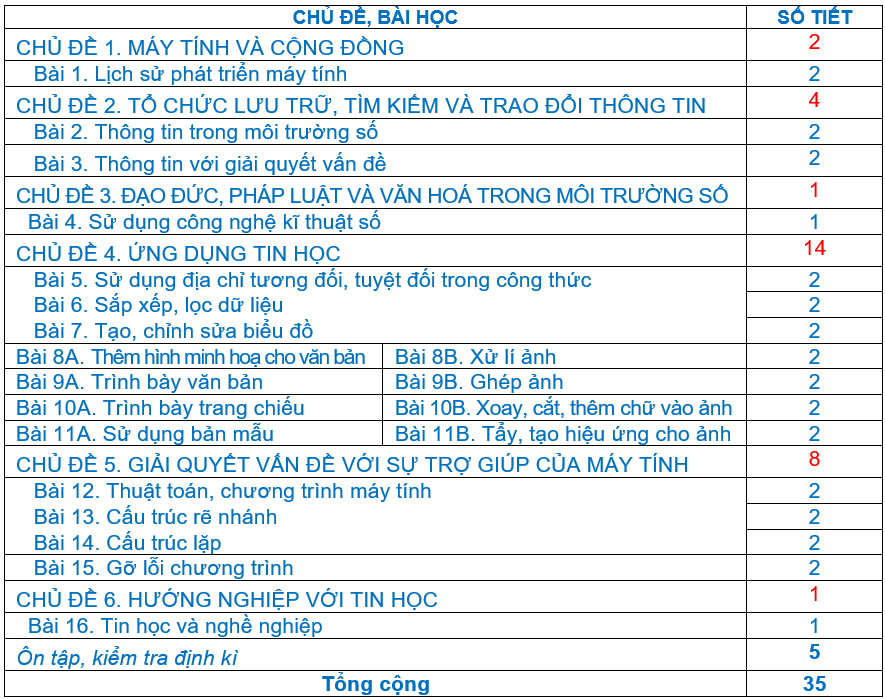 CHỦ ĐỀ, BÀI HỌC SỐ TIẾT
CHỦ ĐỀ 1. MÁY TÍNH VÀ CỘNG ĐỒNG 2
Bài 1. Lịch sử phát triển máy tính 2
CHỦ ĐỀ 2. TỔ CHỨC LƯU TRỮ, TÌM KIẾM VÀ TRAO ĐỔI THÔNG TIN 4
Bài 2. Thông tin trong môi trường số 2
Bài 3. Thông tin với giải quyết vấn đề 2
CHỦ ĐỀ 3. ĐẠO ĐỨC, PHÁP LUẬT VÀ VĂN HOÁ TRONG MÔI TRƯỜNG SỐ 1
Bài 4. Sử dụng công nghệ kĩ thuật số 1
CHỦ ĐỀ 4. ỨNG DỤNG TIN HỌC 14
Bài 5. Sử dụng địa chỉ tương đối, tuyệt đối trong công thức 2
Bài 6. Sắp xếp, lọc dữ liệu 2
Bài 7. Tạo, chỉnh sửa biểu đồ 2
Bài 8A. Thêm hình minh hoạ cho văn bản Bài 8B. Xử lí ảnh 2
Bài 9A. Trình bày văn bản Bài 9B. Ghép ảnh 2
Bài 10A. Trình bày trang chiếu Bài 10B. Xoay, cắt, thêm chữ vào ảnh 2
Bài 11A. Sử dụng bản mẫu Bài 11B. Tẩy, tạo hiệu ứng cho ảnh 2
CHỦ ĐỀ 5. GIẢI QUYẾT VẤN ĐỀ VỚI SỰ TRỢ GIÚP CỦA MÁY TÍNH 8
Bài 12. Thuật toán, chương trình máy tính 2
Bài 13. Cấu trúc rẽ nhánh 2
Bài 14. Cấu trúc lặp 2
Bài 15. Gỡ lỗi chương trình 2
CHỦ ĐỀ 6. HƯỚNG NGHIỆP VỚI TIN HỌC 1
Bài 16. Tin học và nghề nghiệp 1
Ôn tập, kiểm tra định kì 5
Tổng cộng 35